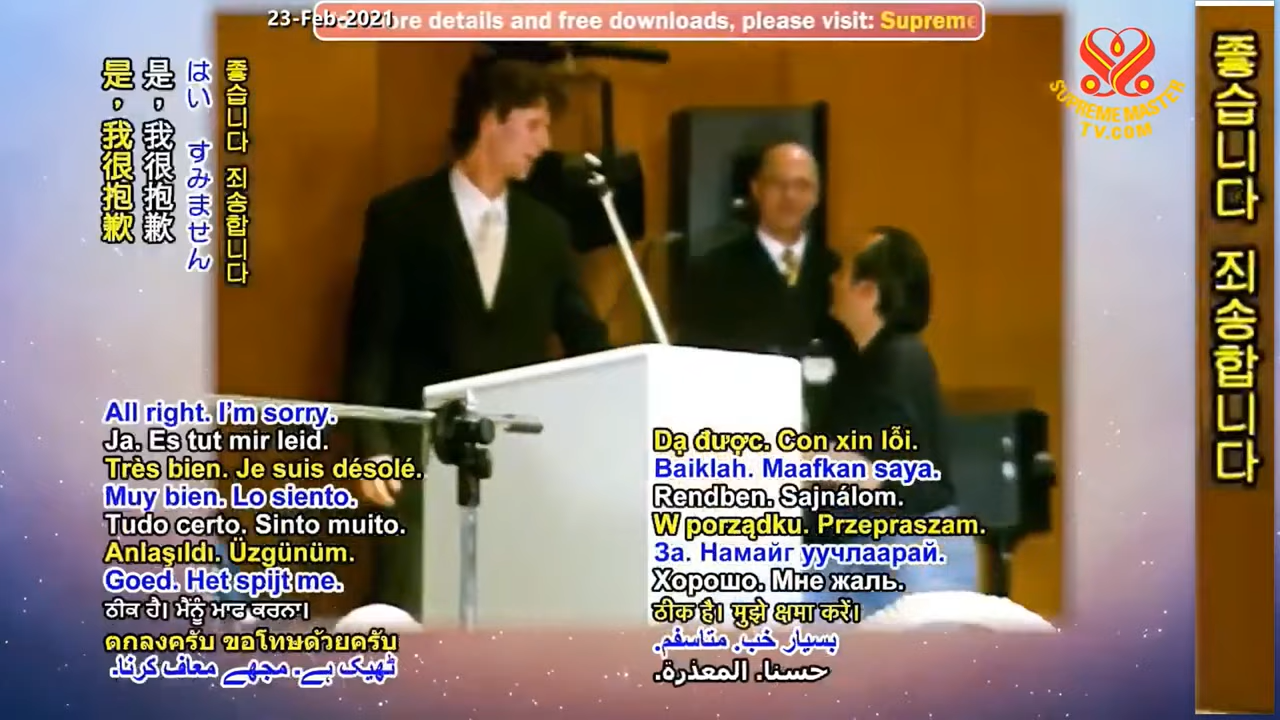 23-Feb-2021
ore details and free downloads, please visit: Supreme
SUPREME MASTER
TV.COM
是，我很抱歉
是，我很抱歉
はい すみません
좋습니다 죄송합니다
좋습니다 죄송합니다
All right. I'm sorry.
Ja. Es tut mir leid.
Très bien. Je suis désolé.
Muy bien. Lo siento.
Tudo certo. Sinto muito.
Anlaşıldı. Üzgünüm.
Goed. Het spijt me.
ਠੀਕ ਹੈ। ਮੈਨੂੰ ਮਾਫ ਕਰਨਾ।
ตกลงครับ ขอโทษด้วยครับ
ٹھیک ہے۔ مجھے معاف کرنا۔
Dạ được. Con xin lỗi.
Baiklah. Maafkan saya.
Rendben. Sajnálom.
W porządku. Przepraszam.
За. Намайг уучлаарай.
Хорошо. Мне жаль.
ठीक है। मुझे क्षमा करें।
بسیار خب. متاسفم.
حسنا. المعذرة.